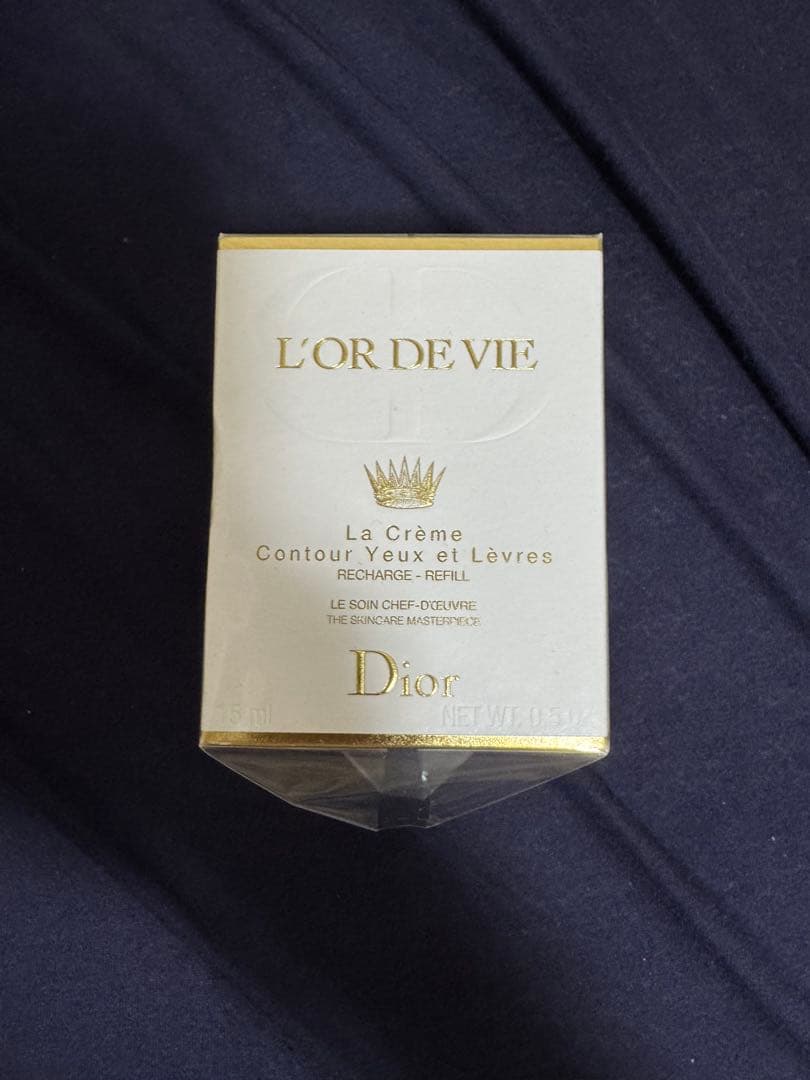 L'OR DE VIE
La Crème
Contour Yeux et Lèvres
RECHARGE - REFILL
LE SOIN CHEF-D'ŒUVRE
THE SKINCARE MASTERPIECE
Dior
15 ml NET WT. 0.5 Oz